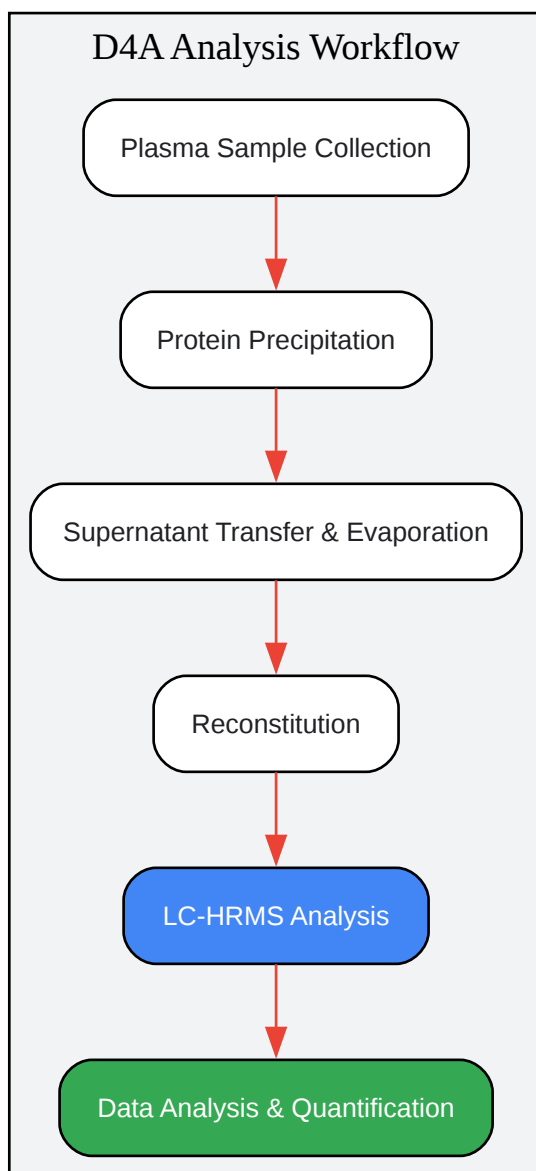 D4A Analysis Workflow
Plasma Sample Collection
Protein Precipitation
Supernatant Transfer & Evaporation
Reconstitution
LC-HRMS Analysis
Data Analysis & Quantification